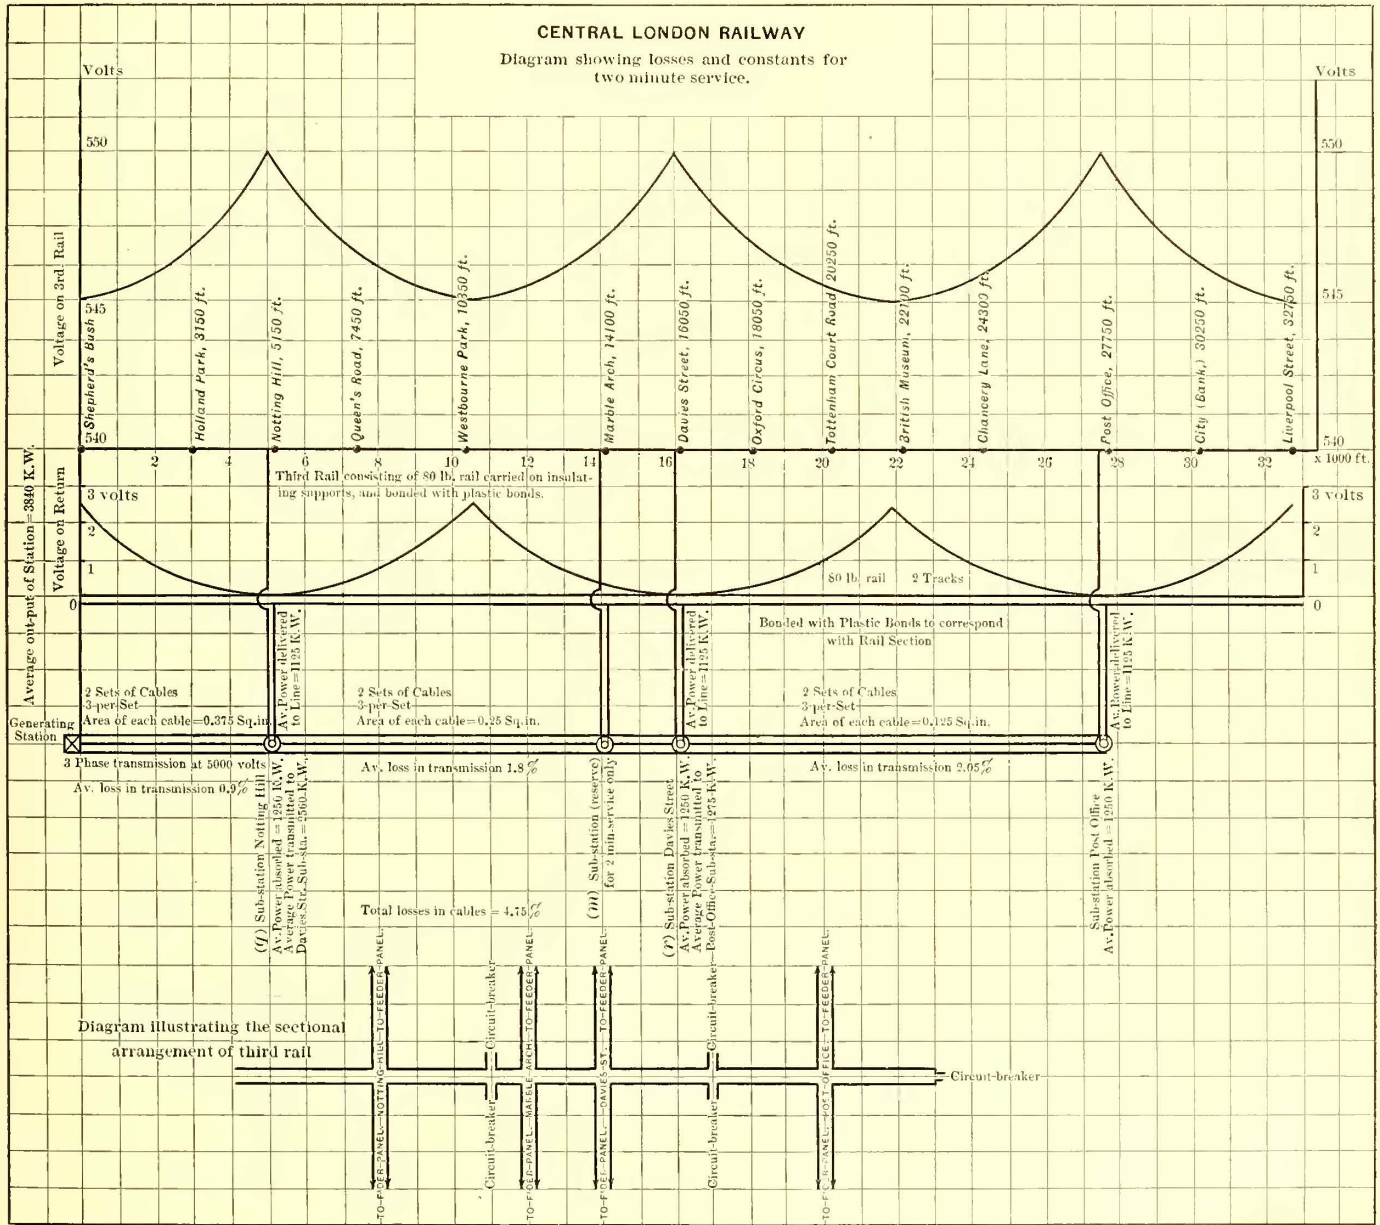 CENTRAL LONDON RAILWAY
Diagram showing losses and constants for
two minute service.
Volts
Volts
550
550
Voltage on 3rd. Rail
545
545
Shepherd's Bush
Holland Park, 3150 ft.
Notting Hill, 5150 ft.
Queen's Road, 7450 ft.
Westbourne Park, 10350 ft.
Marble Arch, 14100 ft.
Davies Street, 16050 ft.
Oxford Circus, 18050 ft.
Tottenham Court Road, 20250 ft.
British Museum, 22100 ft.
Chancery Lane, 24300 ft.
Post Office, 27750 ft.
City (Bank,) 30250 ft.
Liverpool Street, 32750 ft.
540
540
2 4 6 8 10 12 14 16 18 20 22 24 26 28 30 32 x 1000 ft.
Third Rail consisting of 80 lb. rail carried on insulat-
ing supports, and bonded with plastic bonds.
Average out-put of Station = 3840 K.W.
Voltage on Return
3 volts
3 volts
2
2
1
1
0
0
80 lb. rail 2 Tracks
Bonded with Plastic Bonds to correspond
with Rail Section
Av. Power delivered
to Line = 1125 K.W.
Av. Power delivered
to Line = 1125 K.W.
Av. Power delivered
to Line = 1125 K.W.
2 Sets of Cables
3 per Set
Area of each cable = 0.375 Sq. in.
2 Sets of Cables
3 per Set
Area of each cable = 0.25 Sq. in.
2 Sets of Cables
3 per Set
Area of each cable = 0.125 Sq. in.
Generating
Station
3 Phase transmission at 5000 volts
Av. loss in transmission 0.9%
Av. loss in transmission 1.8%
Av. loss in transmission 2.05%
(q) Sub-station Notting Hill
Av. Power absorbed = 1250 K.W.
Average Power transmitted to
Davies Str. Sub-sta. = 2560 K.W.
(m) Sub-station (reserve)
for 2 min. service only
(r) Sub-station Davies Street
Av. Power absorbed = 1250 K.W.
Average Power transmitted to
Post-Office Sub-sta. = 1275 K.W.
Sub-station Post Office
Av. Power absorbed = 1250 K.W.
Total losses in cables = 4.75%
Diagram illustrating the sectional
arrangement of third rail
TO FEEDER PANEL. NOTTING HILL TO FEEDER PANEL.
Circuit-breaker
Circuit-breaker
TO FEEDER PANEL. MARBLE ARCH. TO FEEDER PANEL.
TO FEEDER PANEL. DAVIES ST. TO FEEDER PANEL.
Circuit-breaker
Circuit-breaker
TO FEEDER PANEL. POST OFFICE. TO FEEDER PANEL.
Circuit-breaker